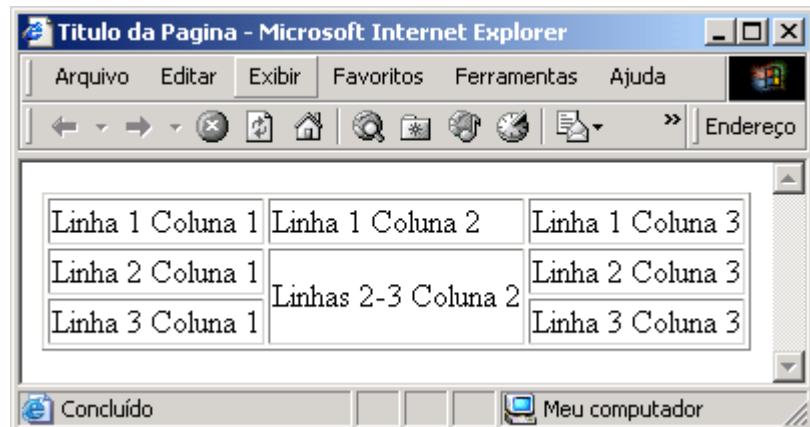 Titulo da Pagina - Microsoft Internet Explorer
Arquivo Editar Exibir Favoritos Ferramentas Ajuda
» Endereço
Linha 1 Coluna 1 Linha 1 Coluna 2 Linha 1 Coluna 3
Linha 2 Coluna 1 Linhas 2-3 Coluna 2 Linha 2 Coluna 3
Linha 3 Coluna 1 Linha 3 Coluna 3
Concluído Meu computador